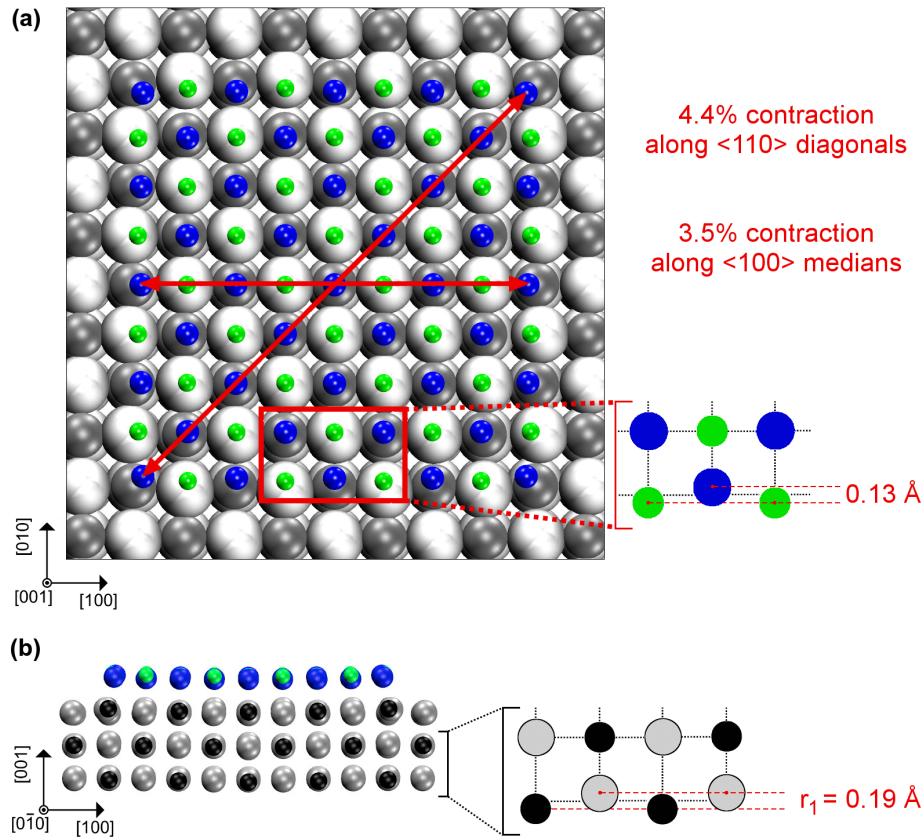 (a)
4.4% contraction
along <110> diagonals
3.5% contraction
along <100> medians
0.13 Å
[010]
[001]
[100]
(b)
[001]
[01̄0]
[100]
r₁ = 0.19 Å